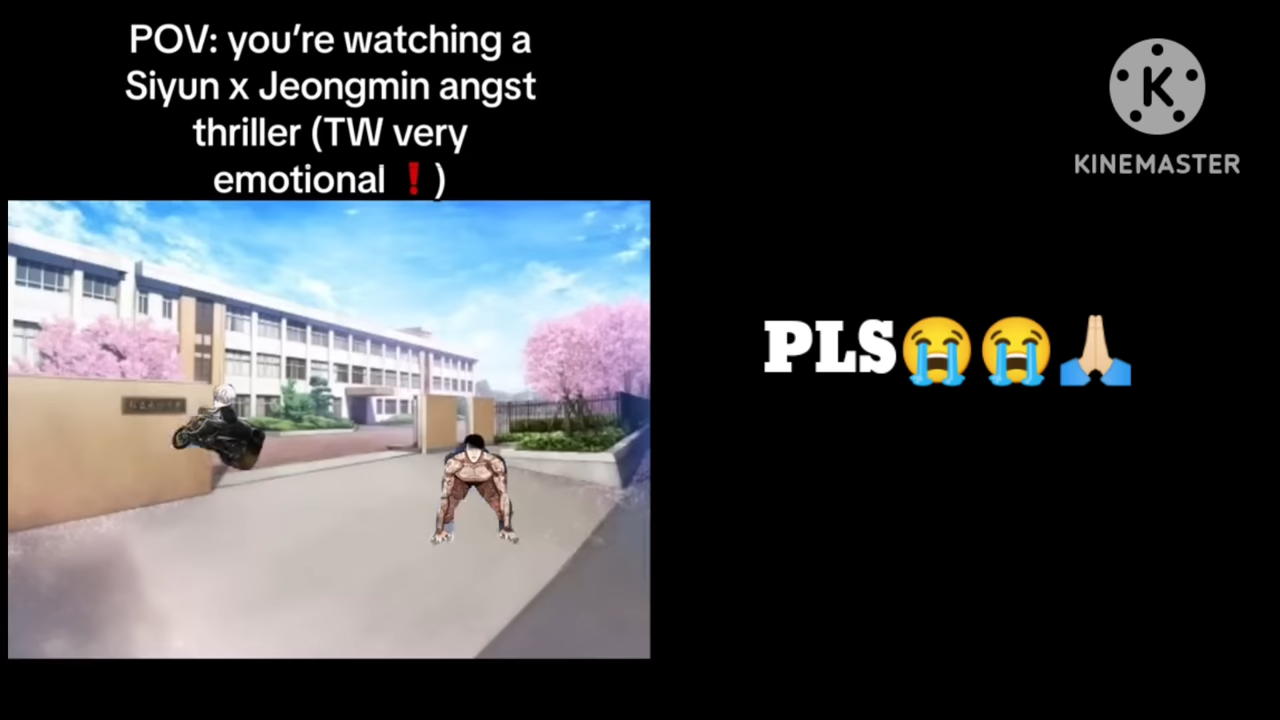 POV: you're watching a
Siyun x Jeongmin angst
thriller (TW very
emotional ❗)
K
KINEMASTER
PLS😭😭🙏🏼